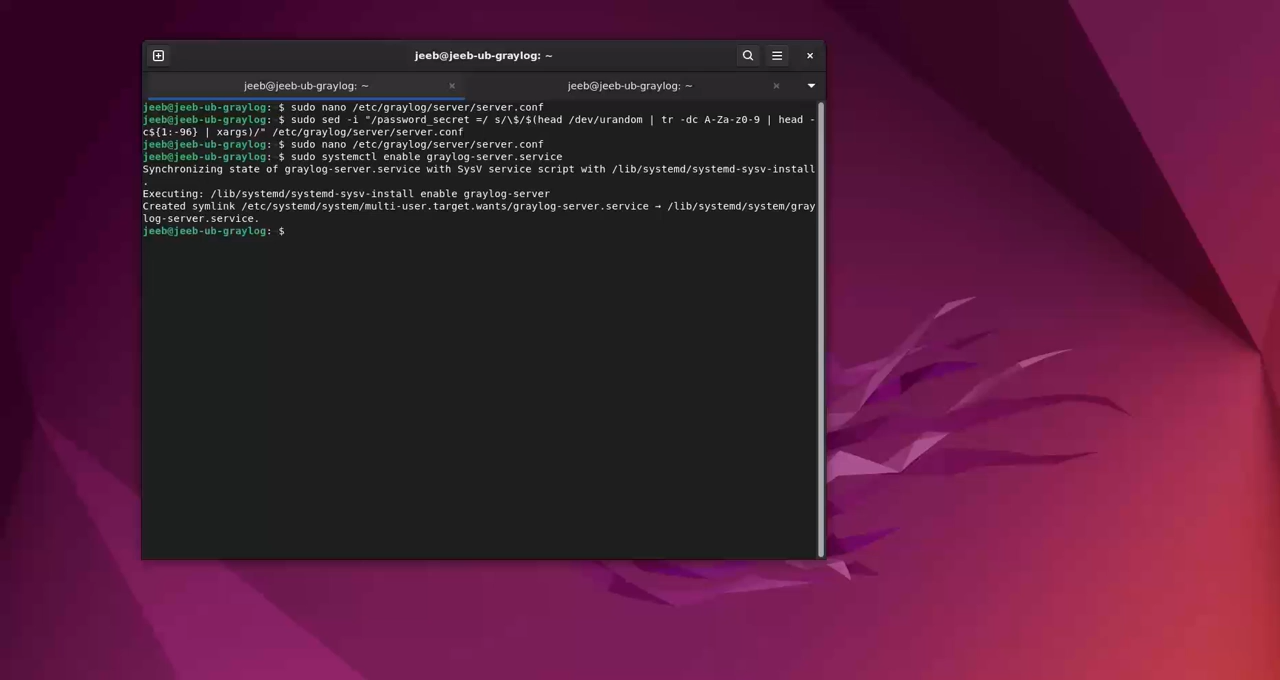 jeeb@jeeb-ub-graylog: ~
jeeb@jeeb-ub-graylog: ~
jeeb@jeeb-ub-graylog: ~
jeeb@jeeb-ub-graylog: $ sudo nano /etc/graylog/server/server.conf
jeeb@jeeb-ub-graylog: $ sudo sed -i "/password_secret =/ s/\$/$(head /dev/urandom | tr -dc A-Za-z0-9 | head -
c${1:-96} | xargs)/" /etc/graylog/server/server.conf
jeeb@jeeb-ub-graylog: $ sudo nano /etc/graylog/server/server.conf
jeeb@jeeb-ub-graylog: $ sudo systemctl enable graylog-server.service
Synchronizing state of graylog-server.service with SysV service script with /lib/systemd/systemd-sysv-install
.
Executing: /lib/systemd/systemd-sysv-install enable graylog-server
Created symlink /etc/systemd/system/multi-user.target.wants/graylog-server.service → /lib/systemd/system/gray
log-server.service.
jeeb@jeeb-ub-graylog: $